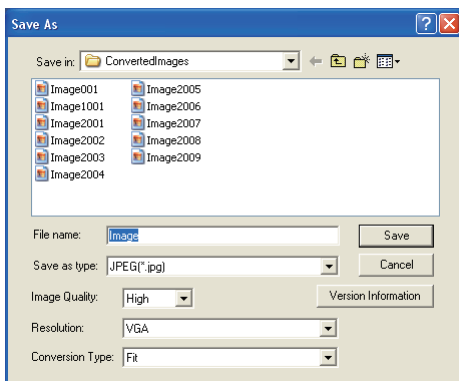 Save As
Save in: ConvertedImages
Image001 Image2005
Image1001 Image2006
Image2001 Image2007
Image2002 Image2008
Image2003 Image2009
Image2004
File name: Image Save
Save as type: JPEG(*.jpg) Cancel
Image Quality: High Version Information
Resolution: VGA
Conversion Type: Fit